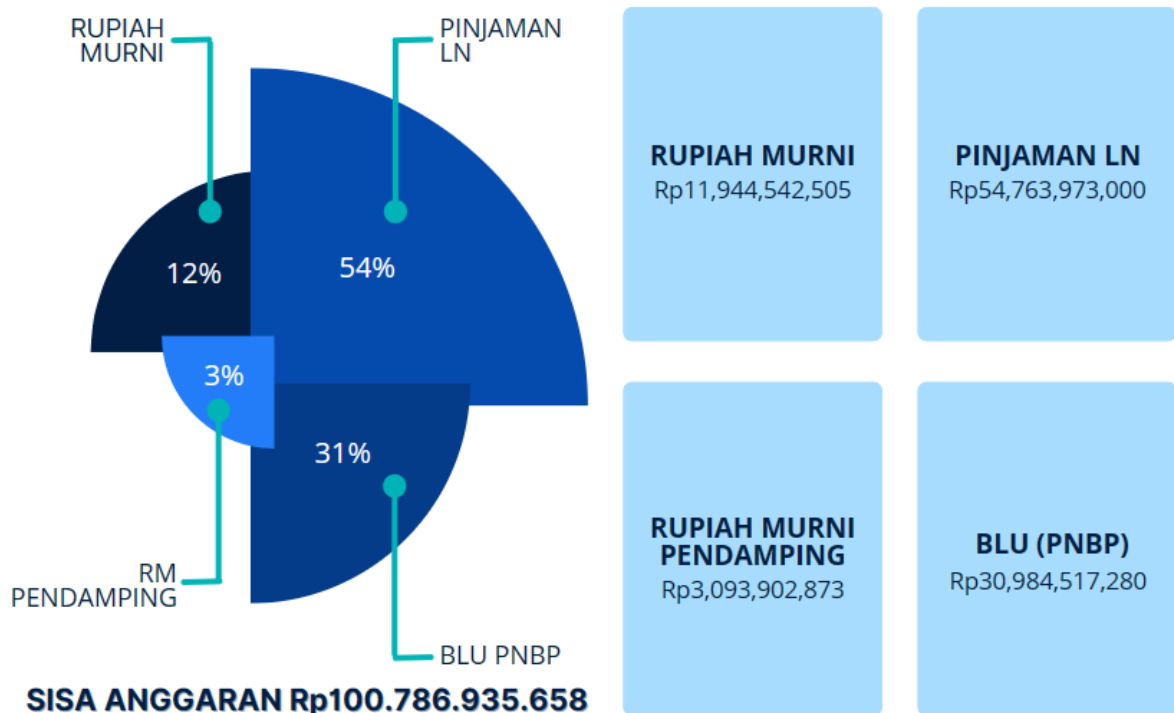 RUPIAH
MURNI
PINJAMAN
LN
12%
54%
3%
31%
RM
PENDAMPING
BLU PNBP
SISA ANGGARAN Rp100.786.935.658
RUPIAH MURNI
Rp11,944,542,505
PINJAMAN LN
Rp54,763,973,000
RUPIAH MURNI
PENDAMPING
Rp3,093,902,873
BLU (PNBP)
Rp30,984,517,280